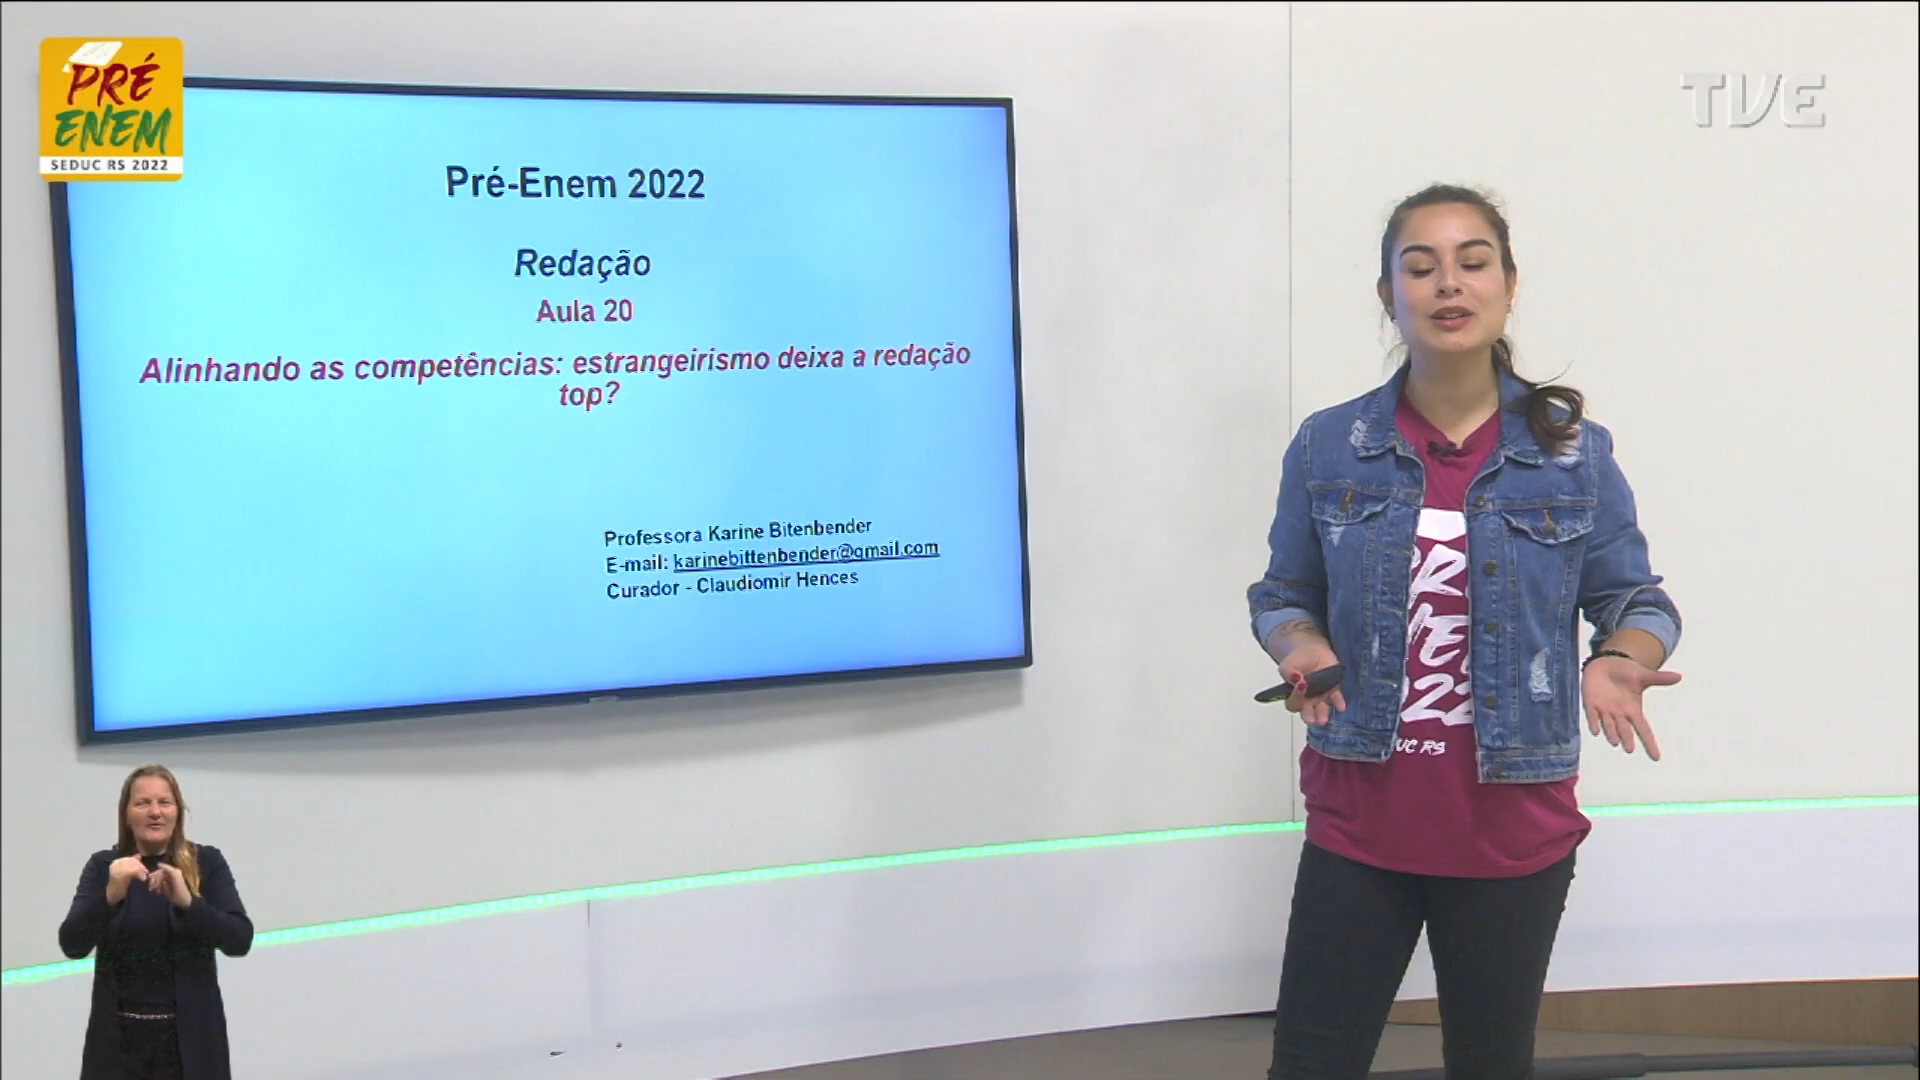 PRÉ
ENEM
SEDUC RS 2022
TVE
Pré-Enem 2022
Redação
Aula 20
Alinhando as competências: estrangeirismo deixa a redação
top?
Professora Karine Bitenbender
E-mail: karinebittenbender@gmail.com
Curador - Claudiomir Hences